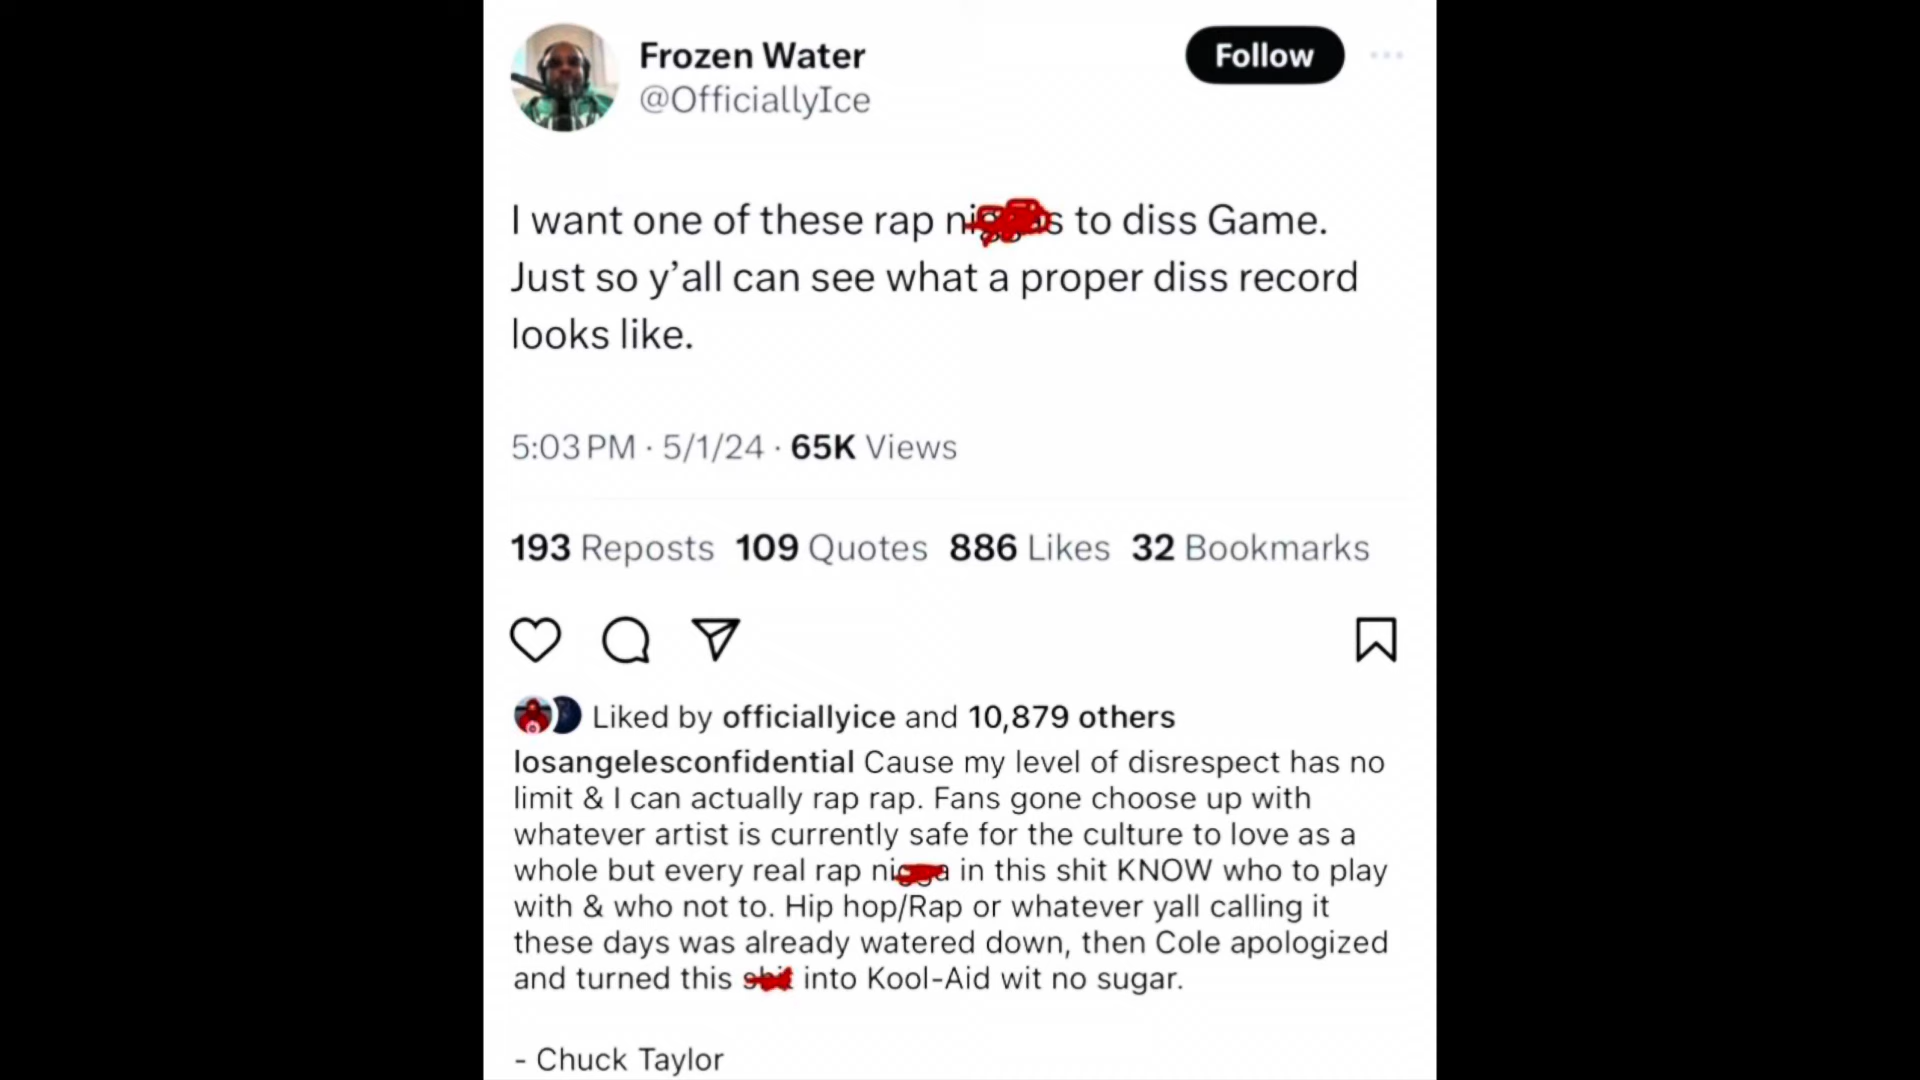 Frozen Water
Follow
@OfficiallyIce
I want one of these rap to diss Game.
Just so y’all can see what a proper diss record
looks like.
5:03 PM · 5/1/24 · 65K Views
193 Reposts 109 Quotes 886 Likes 32 Bookmarks
Liked by officiallyice and 10,879 others
losangelesconfidential Cause my level of disrespect has no
limit & I can actually rap rap. Fans gone choose up with
whatever artist is currently safe for the culture to love as a
whole but every real rap in this shit KNOW who to play
with & who not to. Hip hop/Rap or whatever yall calling it
these days was already watered down, then Cole apologized
and turned this into Kool-Aid wit no sugar.
- Chuck Taylor